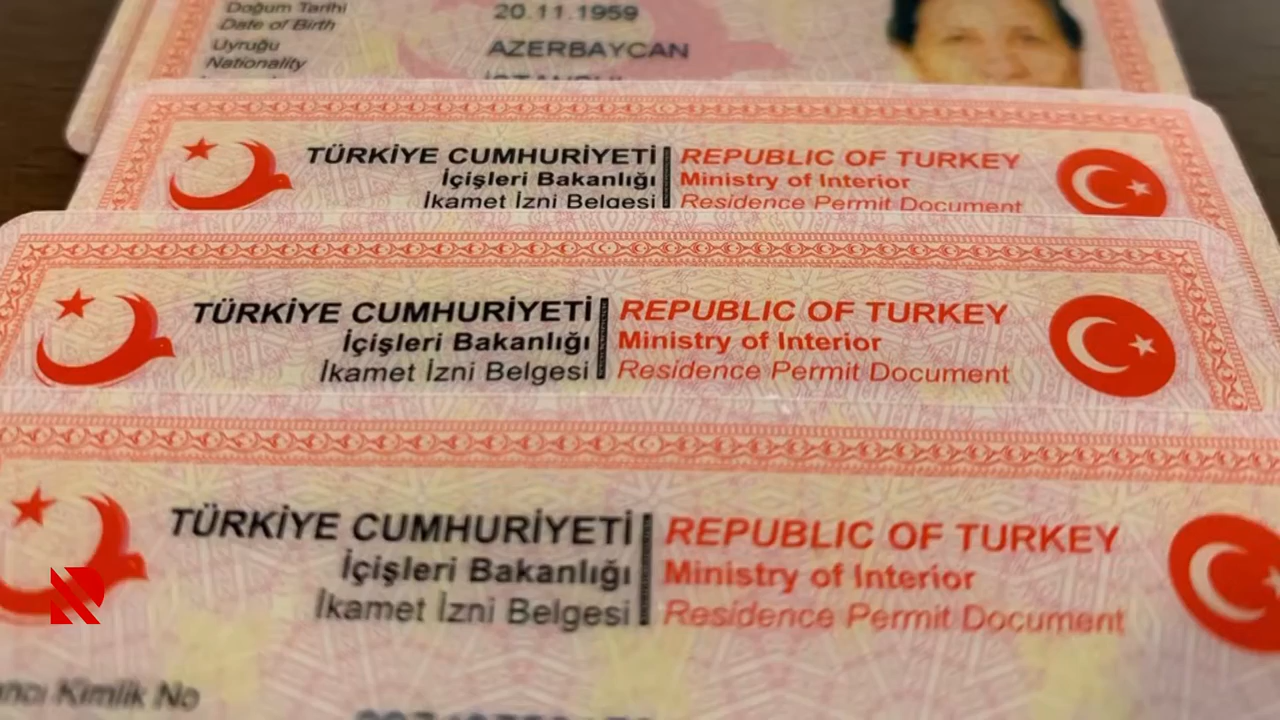 Doğum Tarihi
Date of Birth
20.11.1959
Uyruğu
Nationality
AZERBAYCAN
TÜRKİYE CUMHURİYETİ
İçişleri Bakanlığı
İkamet İzni Belgesi
REPUBLIC OF TURKEY
Ministry of Interior
Residence Permit Document
TÜRKİYE CUMHURİYETİ
İçişleri Bakanlığı
İkamet İzni Belgesi
REPUBLIC OF TURKEY
Ministry of Interior
Residence Permit Document
TÜRKİYE CUMHURİYETİ
İçişleri Bakanlığı
İkamet İzni Belgesi
REPUBLIC OF TURKEY
Ministry of Interior
Residence Permit Document
Kimlik No